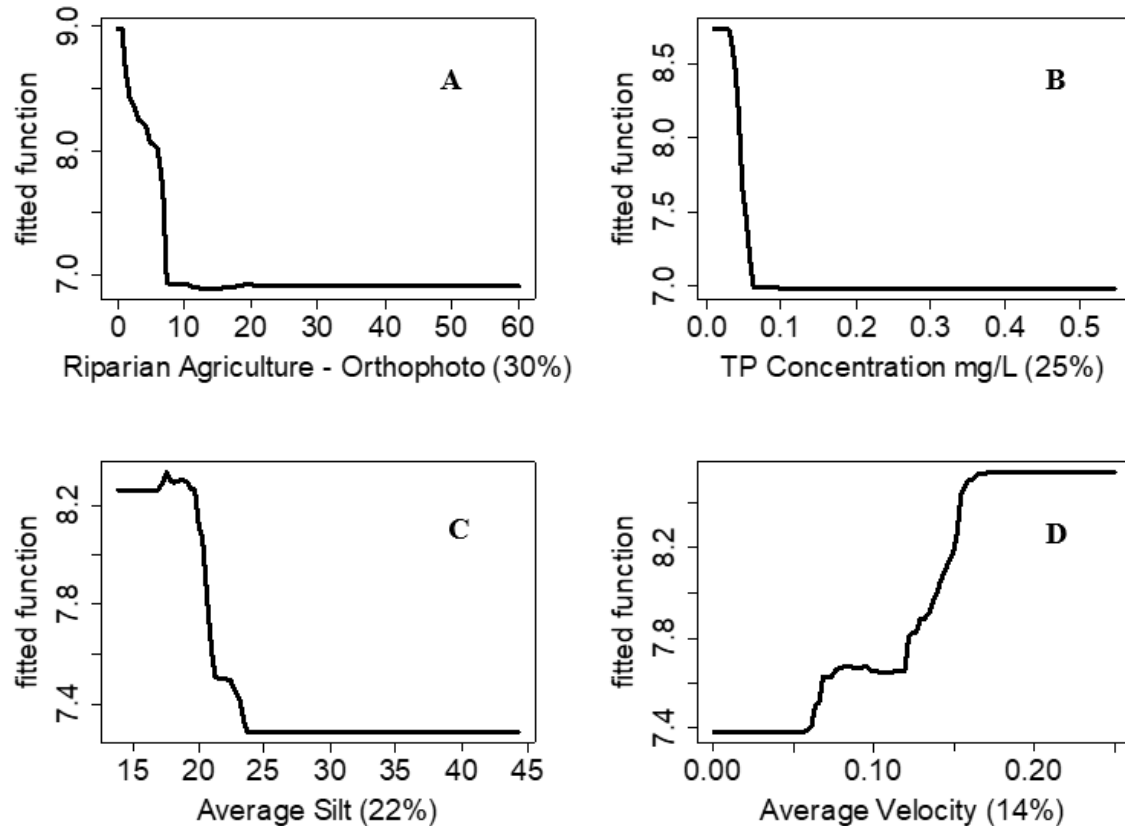 A
fitted function
9.0
8.0
7.0
0 10 20 30 40 50 60
Riparian Agriculture - Orthophoto (30%)
B
fitted function
8.5
8.0
7.5
7.0
0.0 0.1 0.2 0.3 0.4 0.5
TP Concentration mg/L (25%)
C
fitted function
8.2
7.8
7.4
15 20 25 30 35 40 45
Average Silt (22%)
D
fitted function
8.2
7.8
7.4
0.00 0.10 0.20
Average Velocity (14%)